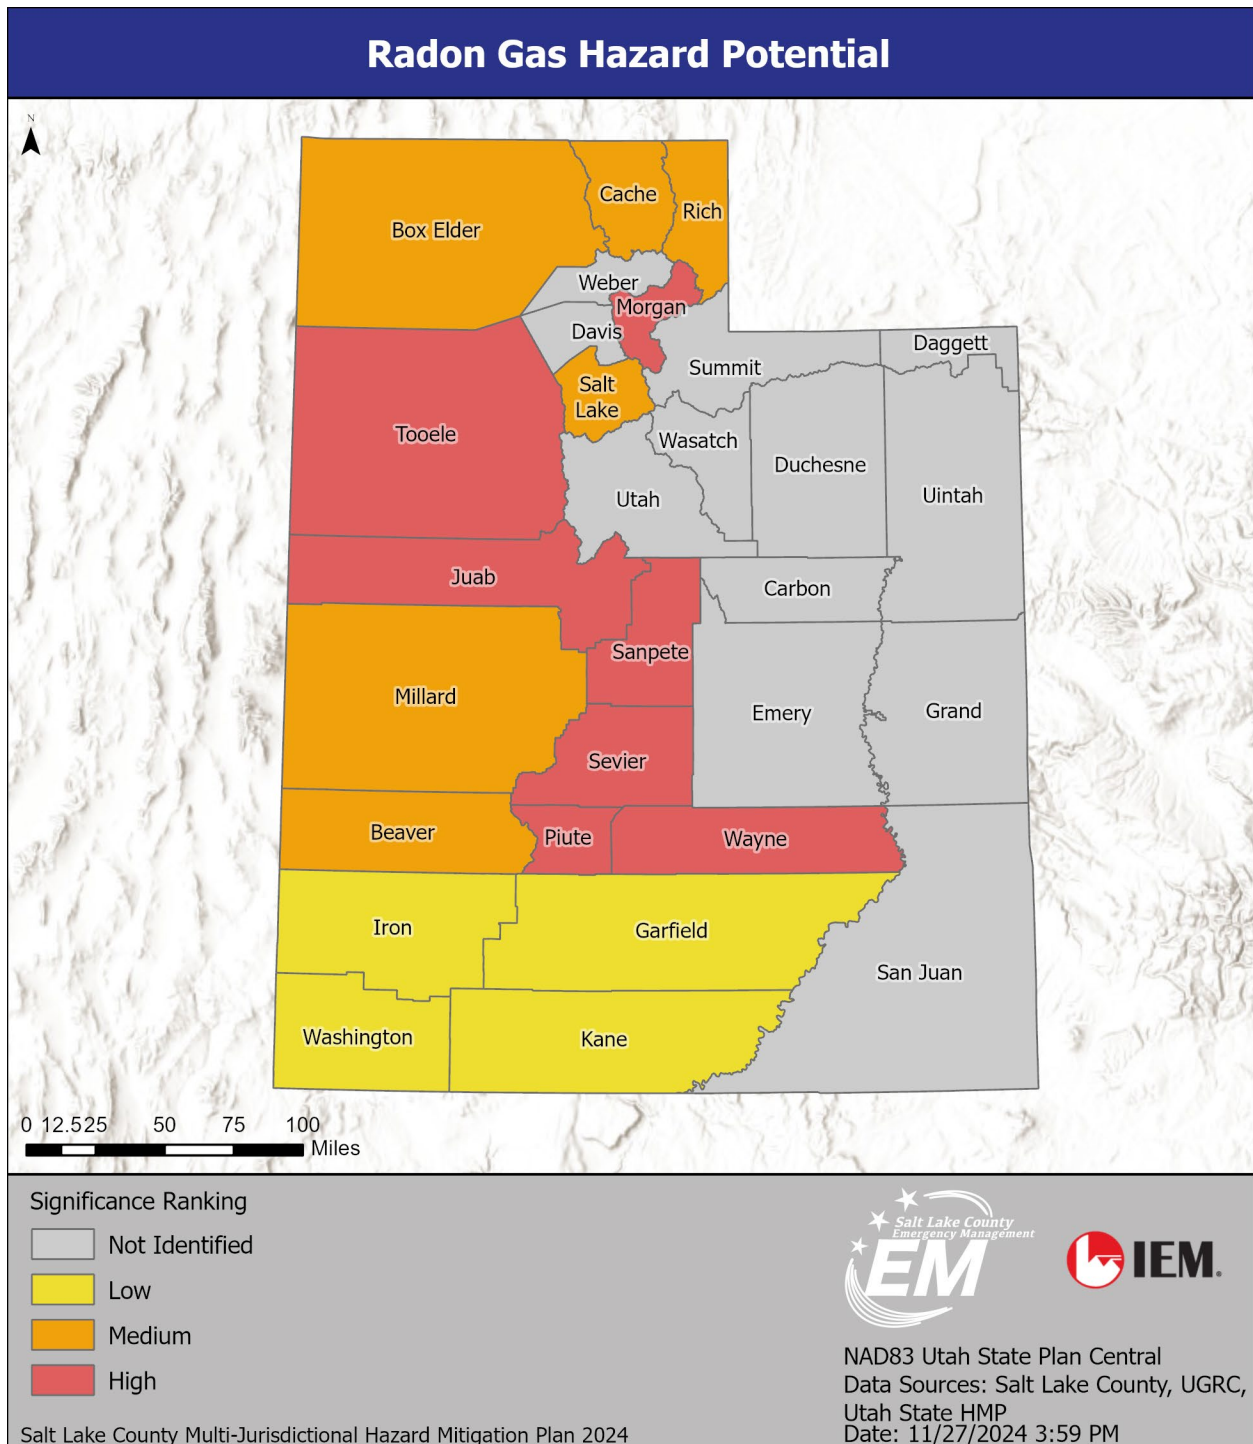 Radon Gas Hazard Potential
N
Box Elder
Cache
Rich
Weber
Morgan
Davis
Daggett
Summit
Salt
Lake
Tooele
Wasatch
Duchesne
Uintah
Utah
Juab
Carbon
Sanpete
Millard
Emery
Grand
Sevier
Beaver
Piute
Wayne
Iron
Garfield
San Juan
Washington
Kane
0 12.5 25 50 75 100
Miles
Significance Ranking
Not Identified
Low
Medium
High
Salt Lake County Multi-Jurisdictional Hazard Mitigation Plan 2024
Salt Lake County
Emergency Management
EM
IEM.
NAD83 Utah State Plan Central
Data Sources: Salt Lake County, UGRC,
Utah State HMP
Date: 11/27/2024 3:59 PM